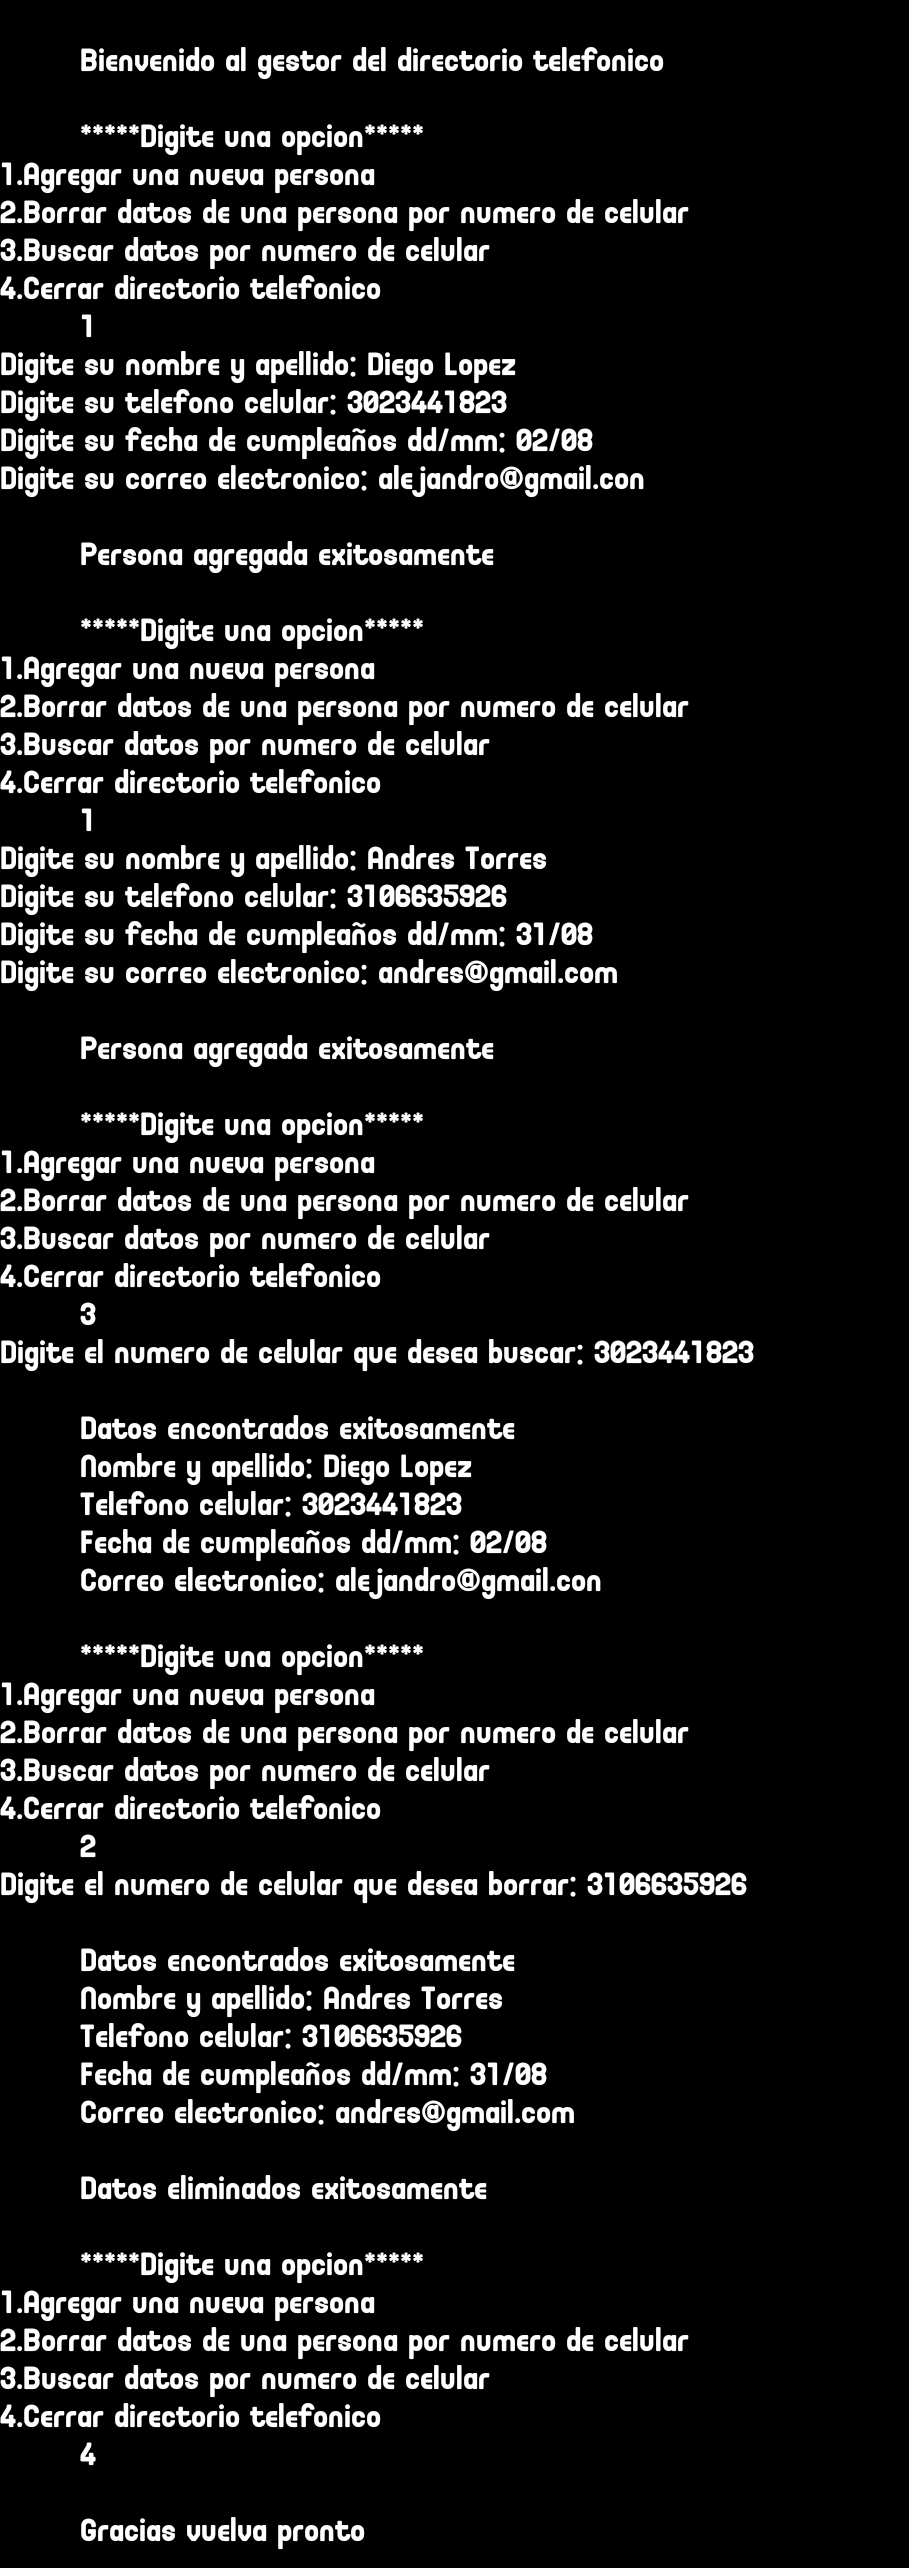 Bienvenido al gestor del directorio telefonico
*****Digite una opcion*****
1.Agregar una nueva persona
2.Borrar datos de una persona por numero de celular
3.Buscar datos por numero de celular
4.Cerrar directorio telefonico
1
Digite su nombre y apellido: Diego Lopez
Digite su telefono celular: 3023441823
Digite su fecha de cumpleaños dd/mm: 02/08
Digite su correo electronico: alejandro@gmail.con
Persona agregada exitosamente
*****Digite una opcion*****
1.Agregar una nueva persona
2.Borrar datos de una persona por numero de celular
3.Buscar datos por numero de celular
4.Cerrar directorio telefonico
1
Digite su nombre y apellido: Andres Torres
Digite su telefono celular: 3106635926
Digite su fecha de cumpleaños dd/mm: 31/08
Digite su correo electronico: andres@gmail.com
Persona agregada exitosamente
*****Digite una opcion*****
1.Agregar una nueva persona
2.Borrar datos de una persona por numero de celular
3.Buscar datos por numero de celular
4.Cerrar directorio telefonico
3
Digite el numero de celular que desea buscar: 3023441823
Datos encontrados exitosamente
Nombre y apellido: Diego Lopez
Telefono celular: 3023441823
Fecha de cumpleaños dd/mm: 02/08
Correo electronico: alejandro@gmail.con
*****Digite una opcion*****
1.Agregar una nueva persona
2.Borrar datos de una persona por numero de celular
3.Buscar datos por numero de celular
4.Cerrar directorio telefonico
2
Digite el numero de celular que desea borrar: 3106635926
Datos encontrados exitosamente
Nombre y apellido: Andres Torres
Telefono celular: 3106635926
Fecha de cumpleaños dd/mm: 31/08
Correo electronico: andres@gmail.com
Datos eliminados exitosamente
*****Digite una opcion*****
1.Agregar una nueva persona
2.Borrar datos de una persona por numero de celular
3.Buscar datos por numero de celular
4.Cerrar directorio telefonico
4
Gracias vuelva pronto